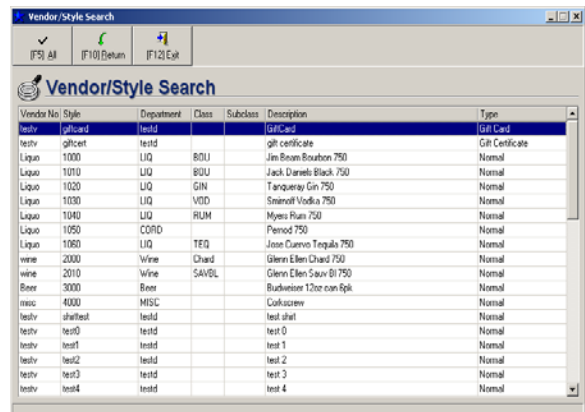 Vendor/Style Search
[F5] All [F10] Return [F12] Exit
Vendor/Style Search
Vendor No Style Department Class Subclass Description Type
testv giftcard testd GiftCard Gift Card
testv giftcert testd gift certificate Gift Certificate
Liquo 1000 LIQ BOU Jim Beam Bourbon 750 Normal
Liquo 1010 LIQ BOU Jack Daniels Black 750 Normal
Liquo 1020 LIQ GIN Tanqueray Gin 750 Normal
Liquo 1030 LIQ VOD Smirnoff Vodka 750 Normal
Liquo 1040 LIQ RUM Myers Rum 750 Normal
Liquo 1050 CORD Pernod 750 Normal
Liquo 1060 LIQ TEQ Jose Cuervo Tequila 750 Normal
wine 2000 Wine Chard Glenn Ellen Chard 750 Normal
wine 2010 Wine SAVBL Glenn Ellen Sauv Bl 750 Normal
Beer 3000 Beer Budweiser 12oz can 6pk Normal
misc 4000 MISC Corkscrew Normal
testv shirttest testd test shirt Normal
testv test0 testd test 0 Normal
testv test1 testd test 1 Normal
testv test2 testd test 2 Normal
testv test3 testd test 3 Normal
testv test4 testd test 4 Normal